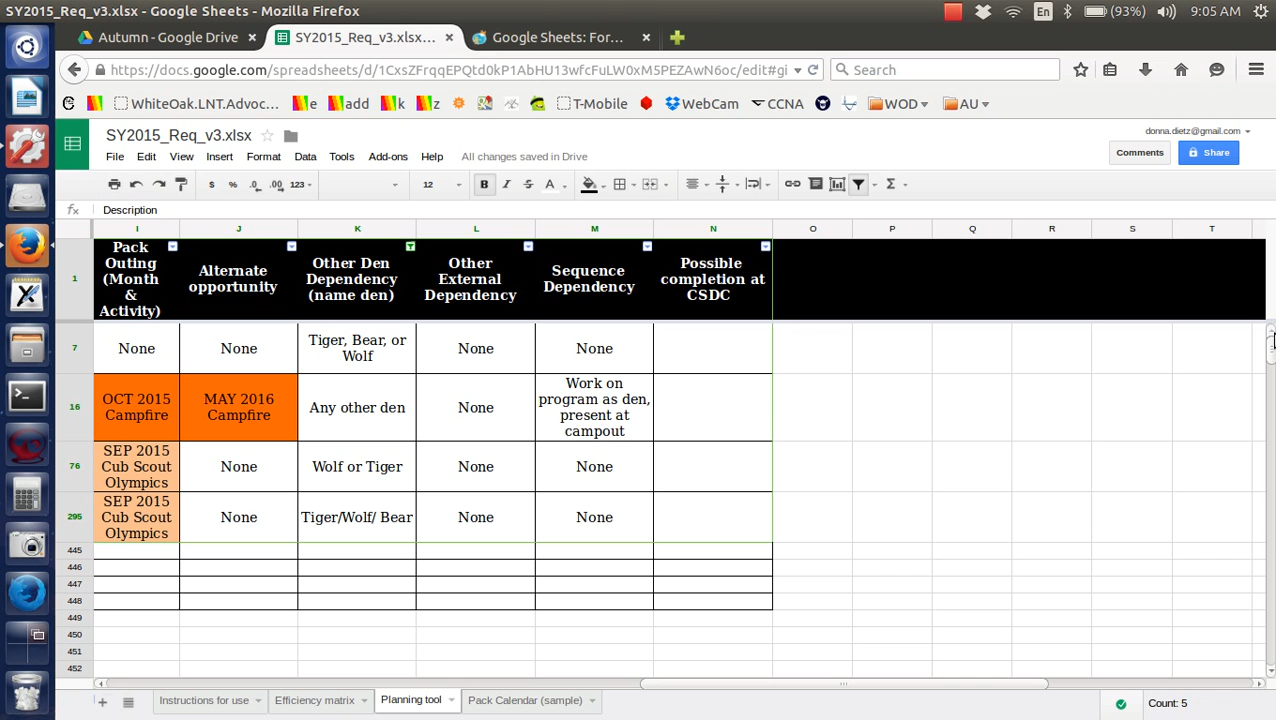 SY2015_Req_v3.xlsx - Google Sheets - Mozilla Firefox
En
(93%)
9:05 AM
Autumn - Google Drive
SY2015_Req_v3.xlsx...
Google Sheets: For...
https://docs.google.com/spreadsheets/d/1CxsZFrqqEPQtd0kP1AbHU13wfcFuLW0xM5PEZAwN6oc/edit#gi
Search
WhiteOak.LNT.Advoc...
e
add
k
z
T-Mobile
WebCam
CCNA
WOD
AU
SY2015_Req_v3.xlsx
donna.dietz@gmail.com
File
Edit
View
Insert
Format
Data
Tools
Add-ons
Help
All changes saved in Drive
Comments
Share
$
%
.0
.00
123
12
B
I
S
A
Σ
fx
Description
I
J
K
L
M
N
O
P
Q
R
S
T
1
Pack
Outing
(Month
&
Activity)
Alternate
opportunity
Other Den
Dependency
(name den)
Other
External
Dependency
Sequence
Dependency
Possible
completion at
CSDC
7
None
None
Tiger, Bear, or
Wolf
None
None
16
OCT 2015
Campfire
MAY 2016
Campfire
Any other den
None
Work on
program as den,
present at
campout
76
SEP 2015
Cub Scout
Olympics
None
Wolf or Tiger
None
None
295
SEP 2015
Cub Scout
Olympics
None
Tiger/Wolf/ Bear
None
None
445
446
447
448
449
450
451
452
Instructions for use
Efficiency matrix
Planning tool
Pack Calendar (sample)
Count: 5